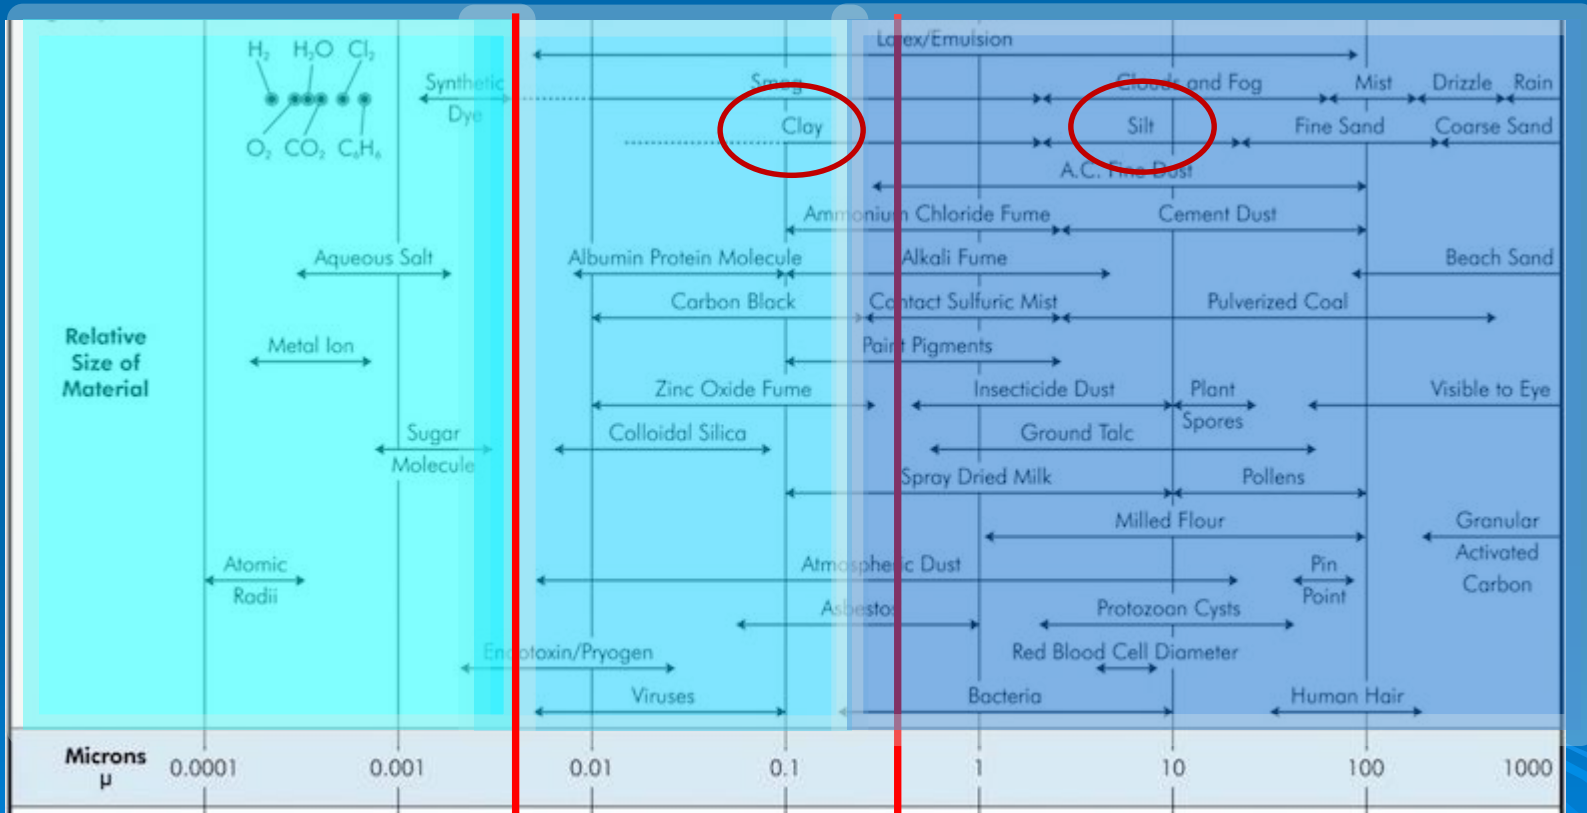 Latex/Emulsion
H₂ H₂O Cl₂
Synthetic Dye
Smog
Clouds and Fog
Mist
Drizzle
Rain
Clay
Silt
Fine Sand
Coarse Sand
O₂ CO₂ C₆H₆
A.C. Fine Dust
Ammonium Chloride Fume
Cement Dust
Aqueous Salt
Albumin Protein Molecule
Alkali Fume
Beach Sand
Carbon Black
Contact Sulfuric Mist
Pulverized Coal
Relative
Size of
Material
Metal Ion
Paint Pigments
Zinc Oxide Fume
Insecticide Dust
Plant
Spores
Visible to Eye
Sugar
Molecule
Colloidal Silica
Ground Talc
Spray Dried Milk
Pollens
Milled Flour
Granular
Activated
Carbon
Atomic
Radii
Atmospheric Dust
Pin
Point
Asbestos
Protozoan Cysts
Endotoxin/Pryogen
Red Blood Cell Diameter
Viruses
Bacteria
Human Hair
Microns
μ
0.0001 0.001 0.01 0.1 1 10 100 1000